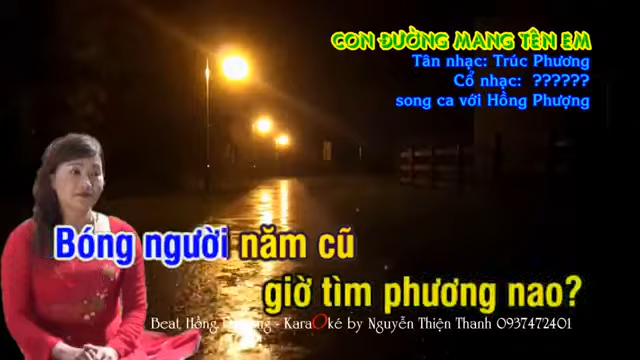 CON ĐƯỜNG MANG TÊN EM
Tân nhạc: Trúc Phương
Cổ nhạc: ??????
song ca với Hồng Phượng
Bóng người năm cũ
giờ tìm phương nao?
Beat Hồng Phượng - KaraOké by Nguyễn Thiện Thanh 0937472401